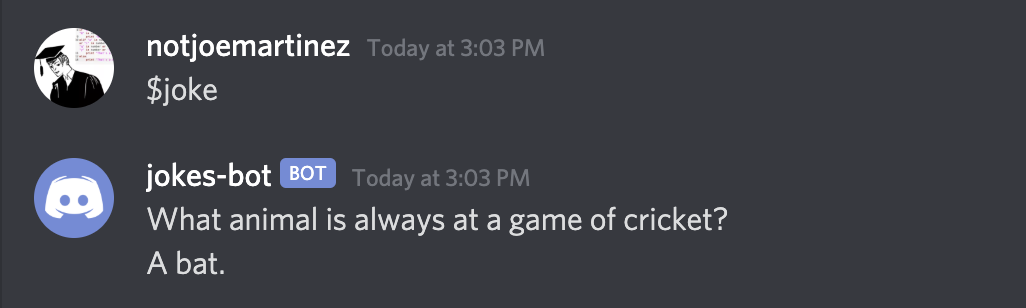 notjoemartinez Today at 3:03 PM
$joke
jokes-bot BOT Today at 3:03 PM
What animal is always at a game of cricket?
A bat.